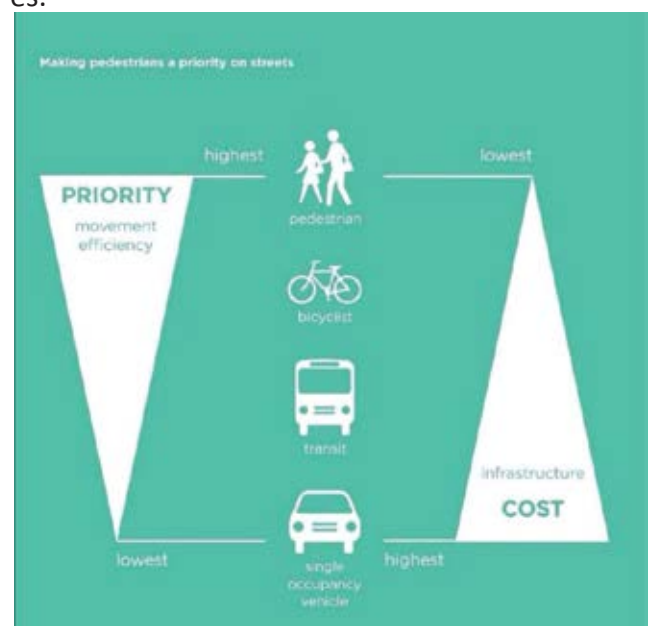 es.
Making pedestrians a priority on streets
highest
lowest
PRIORITY
movement
efficiency
pedestrian
bicyclist
transit
infrastructure
COST
lowest
highest
single
occupancy
vehicle